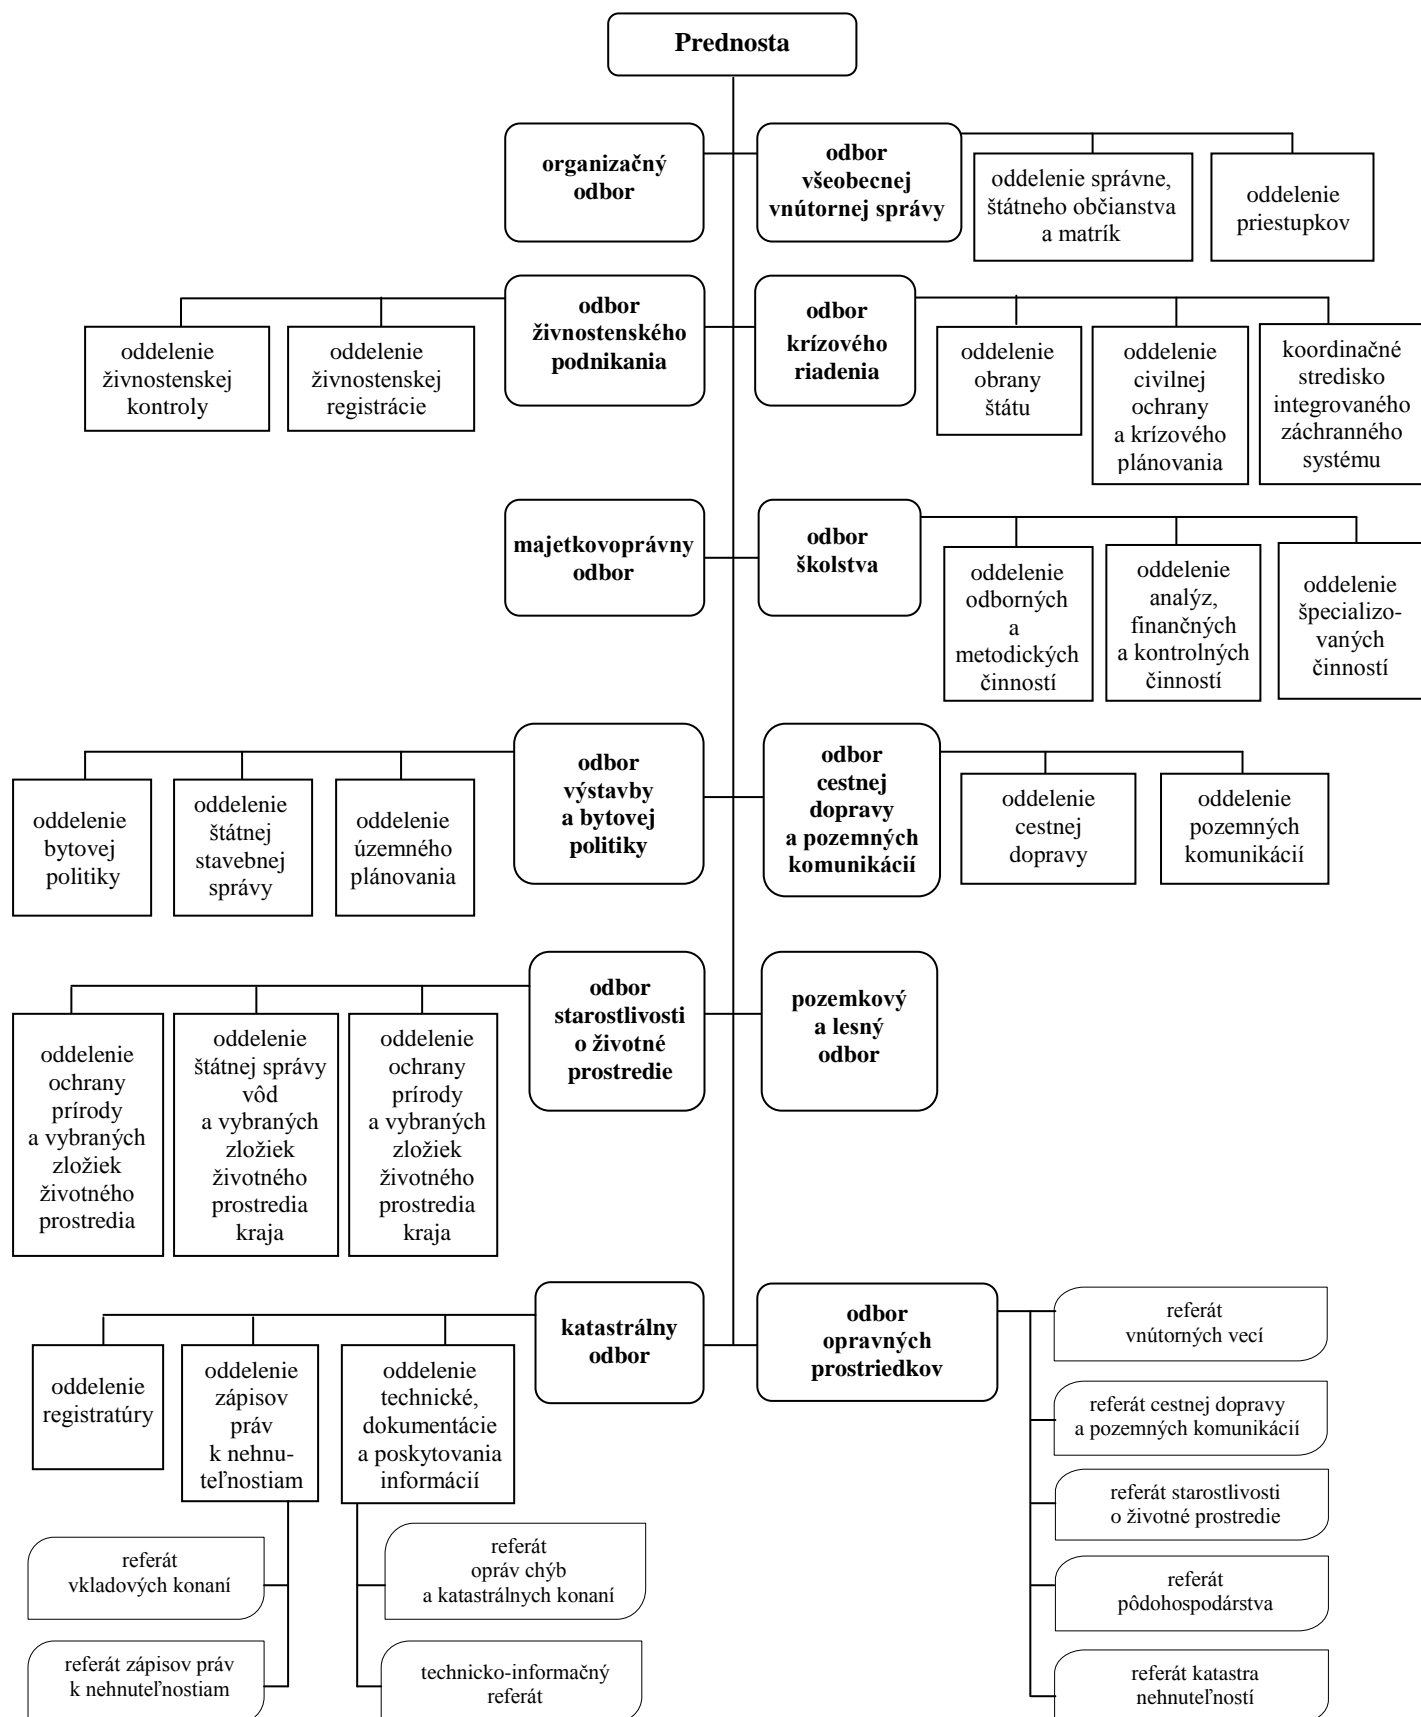 Prednosta
organizačný
odbor
odbor
všeobecnej
vnútornej správy
oddelenie správne,
štátneho občianstva
a matrík
oddelenie
priestupkov
oddelenie
živnostenskej
kontroly
oddelenie
živnostenskej
registrácie
odbor
živnostenského
podnikania
odbor
krízového
riadenia
oddelenie
obrany
štátu
oddelenie
civilnej
ochrany
a krízového
plánovania
koordinačné
stredisko
integrovaného
záchranného
systému
majetkovoprávny
odbor
odbor
školstva
oddelenie
odborných
a
metodických
činností
oddelenie
analýz,
finančných
a kontrolných
činností
oddelenie
špecializo-
vaných
činností
oddelenie
bytovej
politiky
oddelenie
štátnej
stavebnej
správy
oddelenie
územného
plánovania
odbor
výstavby
a bytovej
politiky
odbor
cestnej
dopravy
a pozemných
komunikácií
oddelenie
cestnej
dopravy
oddelenie
pozemných
komunikácií
oddelenie
ochrany
prírody
a vybraných
zložiek
životného
prostredia
oddelenie
štátnej správy
vôd
a vybraných
zložiek
životného
prostredia
kraja
oddelenie
ochrany
prírody
a vybraných
zložiek
životného
prostredia
kraja
odbor
starostlivosti
o životné
prostredie
pozemkový
a lesný
odbor
oddelenie
registratúry
oddelenie
zápisov
práv
k nehnu-
teľnostiam
oddelenie
technické,
dokumentácie
a poskytovania
informácií
katastrálny
odbor
odbor
opravných
prostriedkov
referát
vnútorných vecí
referát cestnej dopravy
a pozemných komunikácií
referát starostlivosti
o životné prostredie
referát
pôdohospodárstva
referát katastra
nehnuteľností
referát
vkladových konaní
referát zápisov práv
k nehnuteľnostiam
referát
opráv chýb
a katastrálnych konaní
technicko-informačný
referát